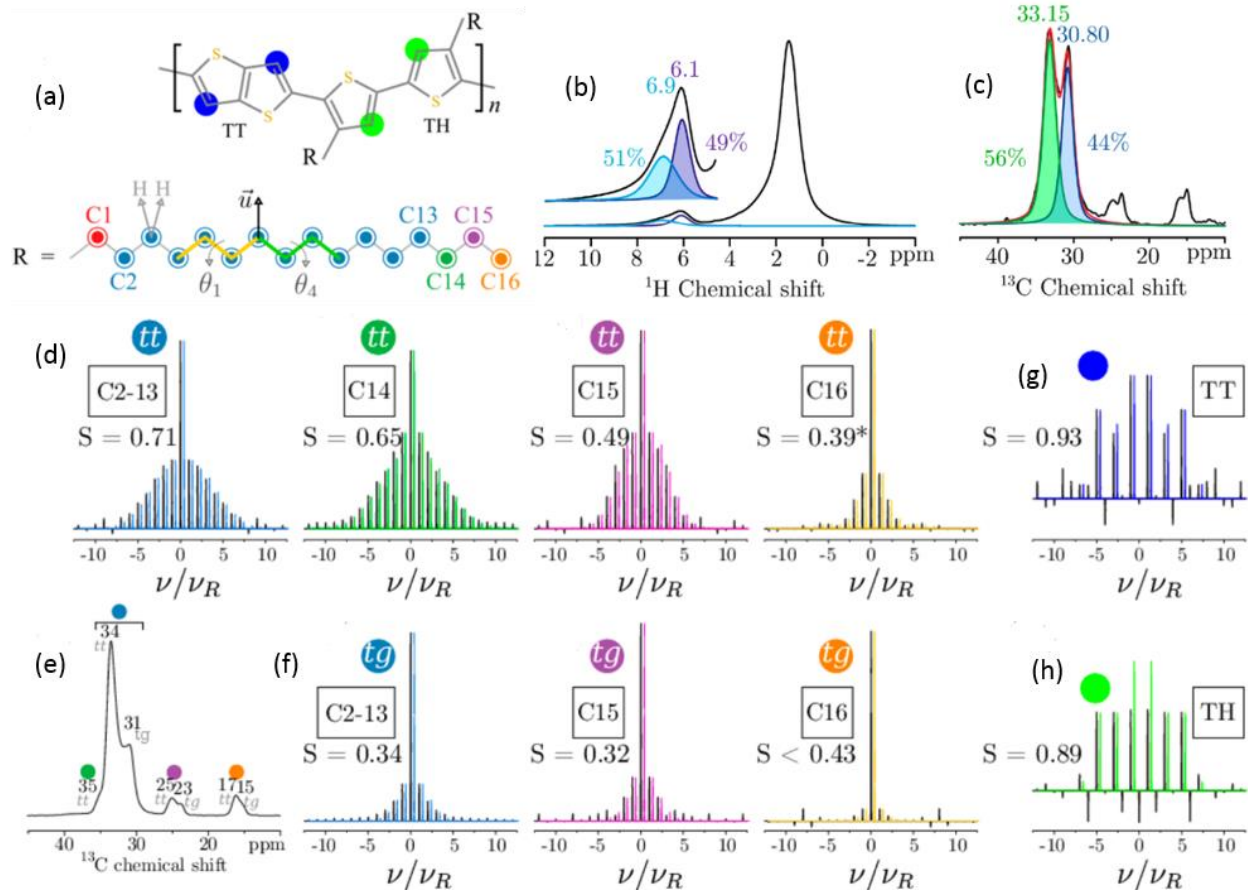 (a)
R
S
S
S
S
n
TT
R
TH
H H
u
C1
C13
C15
R =
C2
θ1
θ4
C14
C16
(b)
6.1
6.9
51%
49%
12 10 8 6 4 2 0 -2 ppm
1H Chemical shift
33.15
30.80
(c)
56%
44%
40 20 ppm
13C Chemical shift
(d)
tt
C2-13
S = 0.71
-10 -5 0 5 10
ν/νR
tt
C14
S = 0.65
-10 -5 0 5 10
ν/νR
tt
C15
S = 0.49
-10 -5 0 5 10
ν/νR
tt
C16
S = 0.39*
-10 -5 0 5 10
ν/νR
(g)
TT
S = 0.93
-10 -5 0 5 10
ν/νR
(e)
34
tt
31
tg
35
tt
25 23
tt tg
17 15
tt tg
40 20 ppm
13C chemical shift
(f)
tg
C2-13
S = 0.34
-10 -5 0 5 10
ν/νR
tg
C15
S = 0.32
-10 -5 0 5 10
ν/νR
tg
C16
S < 0.43
-10 -5 0 5 10
ν/νR
(h)
TH
S = 0.89
-10 -5 0 5 10
ν/νR